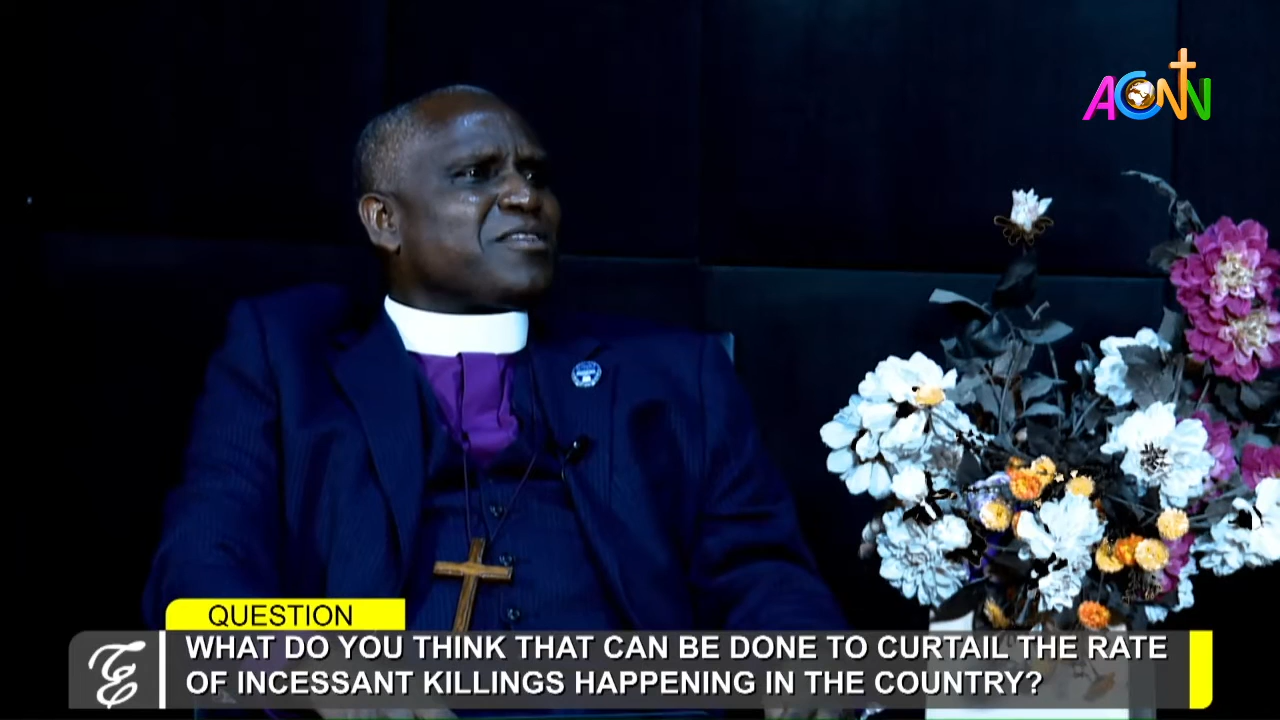 ACNN
QUESTION
WHAT DO YOU THINK THAT CAN BE DONE TO CURTAIL THE RATE
OF INCESSANT KILLINGS HAPPENING IN THE COUNTRY?